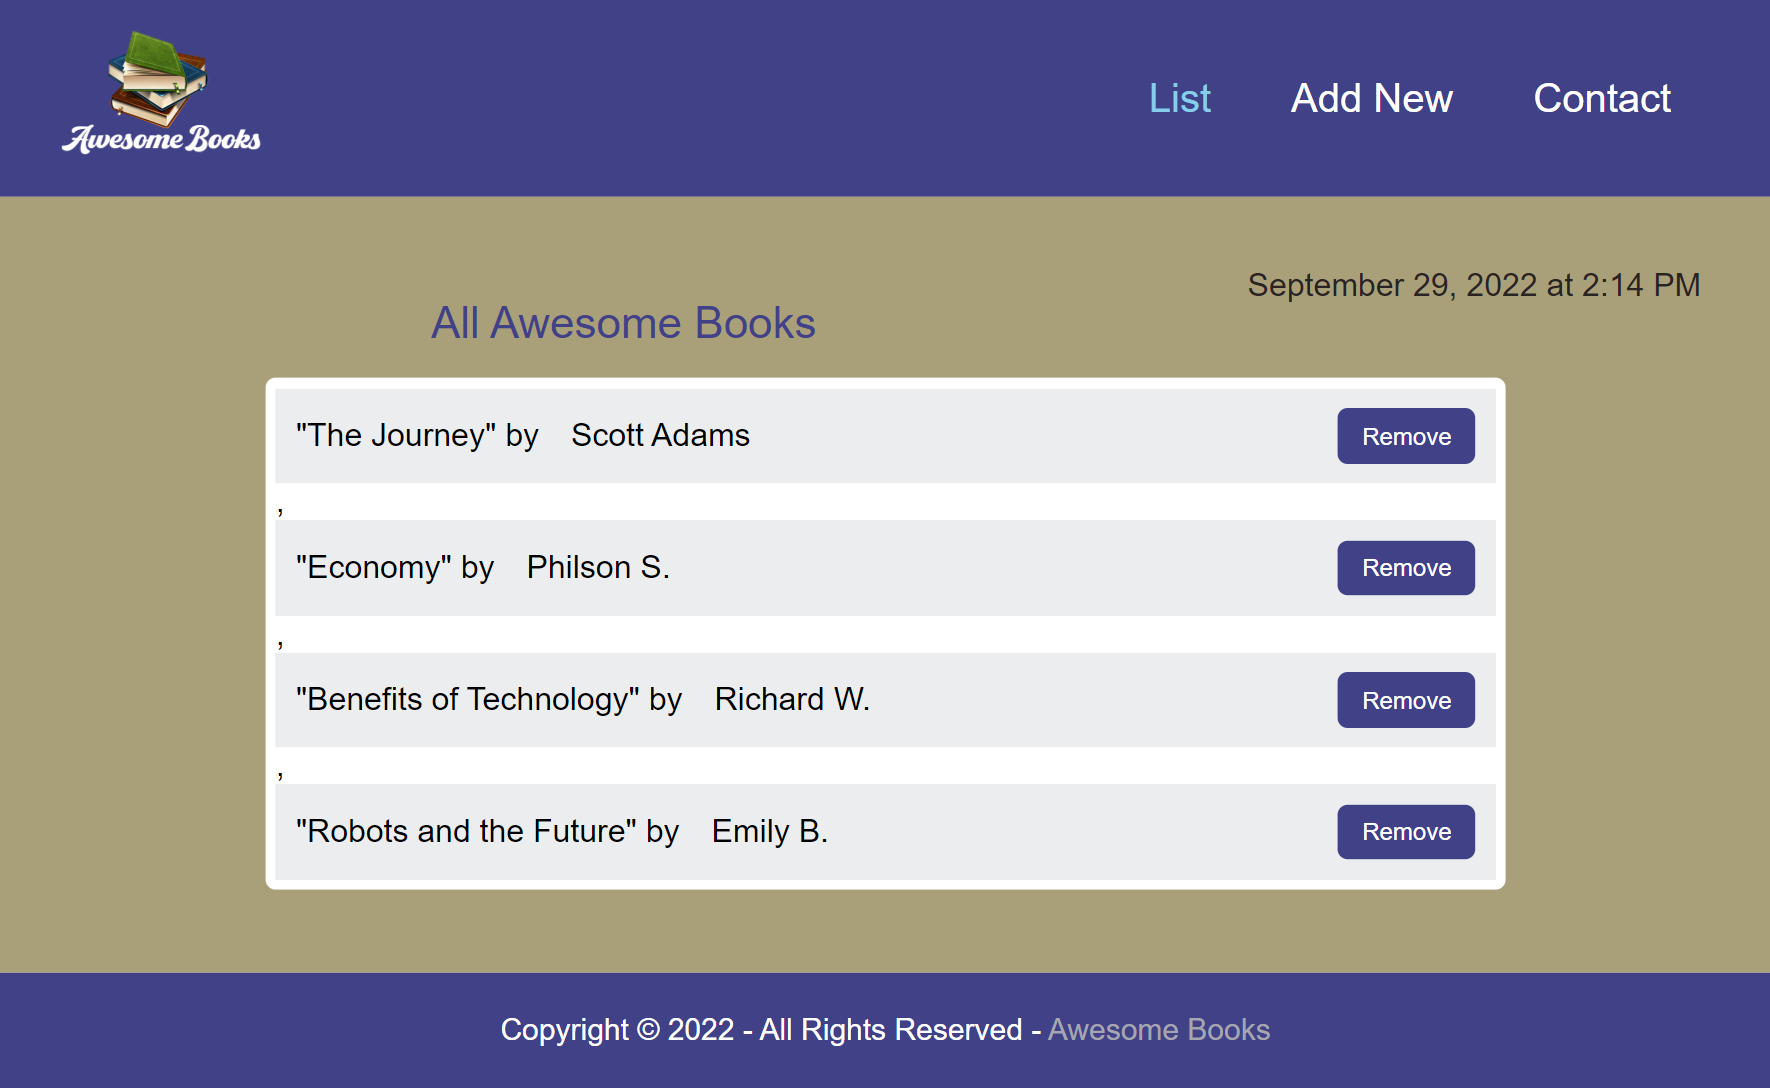 Awesome Books
List Add New Contact
September 29, 2022 at 2:14 PM
All Awesome Books
"The Journey" by Scott Adams Remove
,
"Economy" by Philson S. Remove
,
"Benefits of Technology" by Richard W. Remove
,
"Robots and the Future" by Emily B. Remove
Copyright © 2022 - All Rights Reserved - Awesome Books